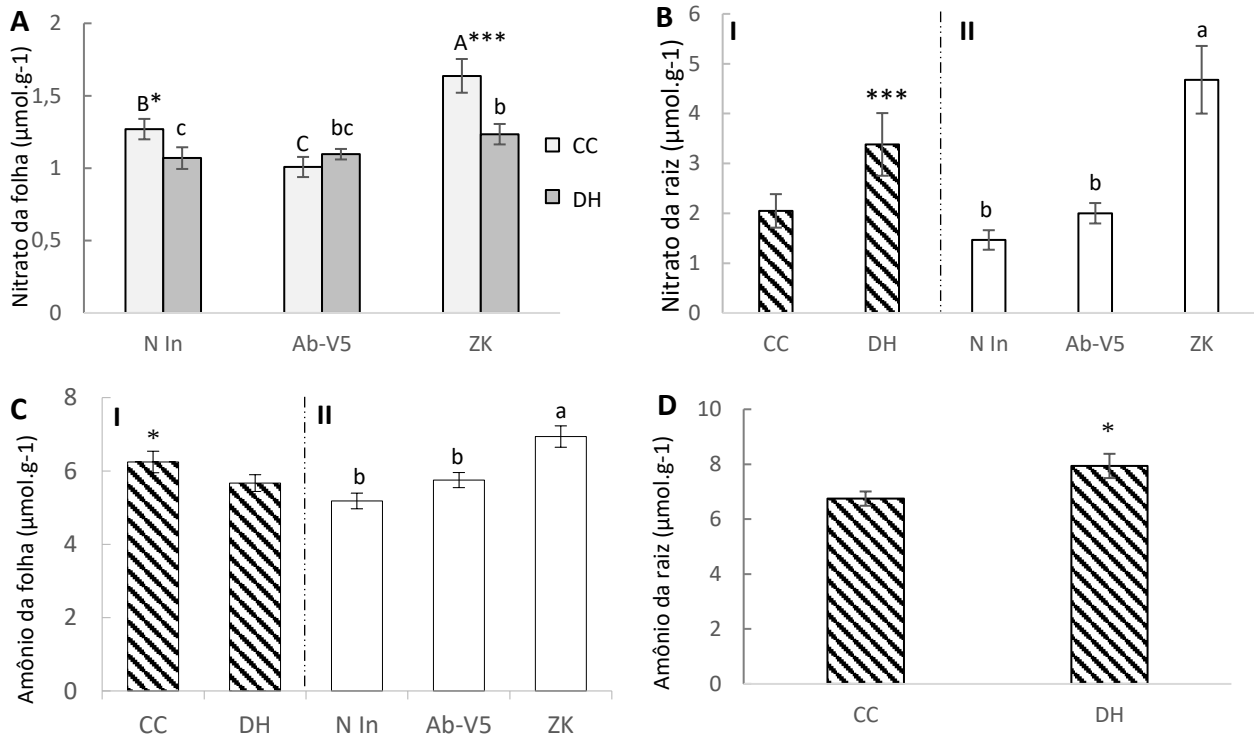 A
Nitrato da folha (µmol.g-1)
2
1,5
1
0,5
0
B*
c
C
bc
A***
b
N In
Ab-V5
ZK
CC
DH
B
I
II
Nitrato da raiz (µmol.g-1)
6
5
4
3
2
1
0
***
b
b
a
CC
DH
N In
Ab-V5
ZK
C
I
II
Amônio da folha (µmol.g-1)
8
6
4
2
0
*
b
b
a
CC
DH
N In
Ab-V5
ZK
D
Amônio da raiz (µmol.g-1)
10
8
6
4
2
0
*
CC
DH